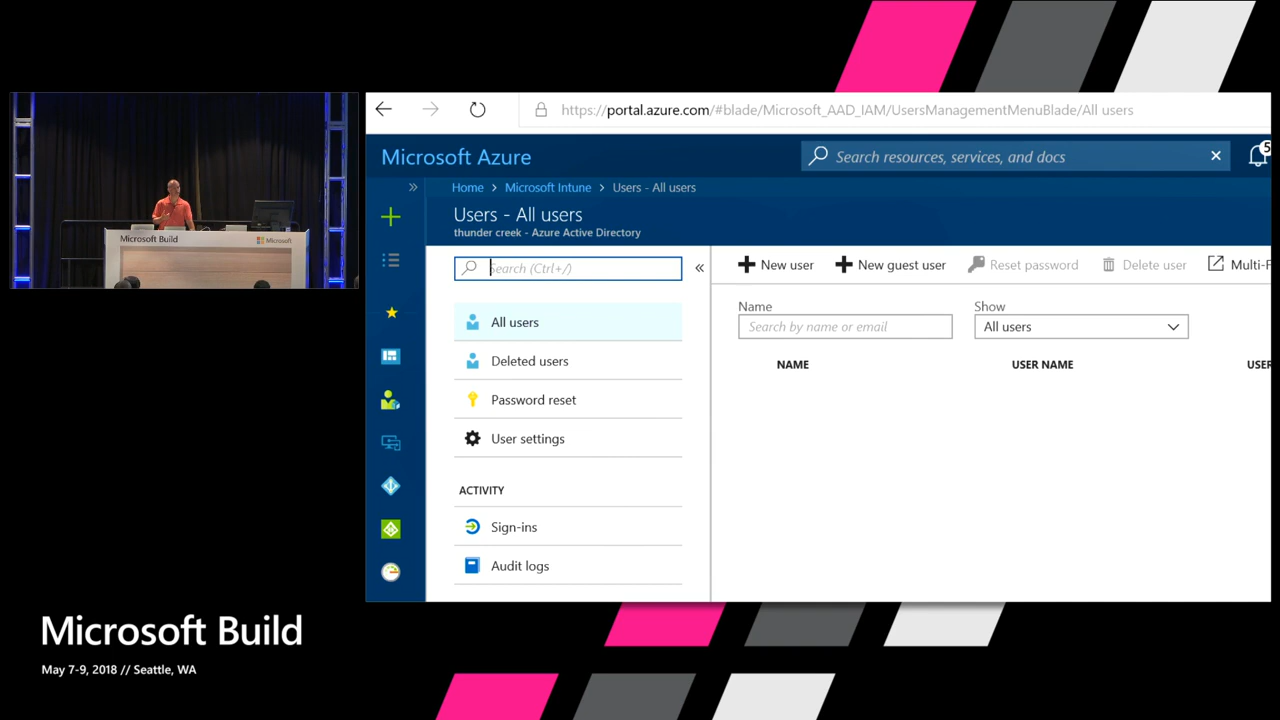 Microsoft Build
Microsoft
https://portal.azure.com/#blade/Microsoft_AAD_IAM/UsersManagementMenuBlade/All users
Microsoft Azure
Search resources, services, and docs
5
Home > Microsoft Intune > Users - All users
Users - All users
thunder creek - Azure Active Directory
Search (Ctrl+/)
All users
Deleted users
Password reset
User settings
ACTIVITY
Sign-ins
Audit logs
New user
New guest user
Reset password
Delete user
Multi-F
Name
Search by name or email
Show
All users
NAME
USER NAME
USER
Microsoft Build
May 7-9, 2018 // Seattle, WA